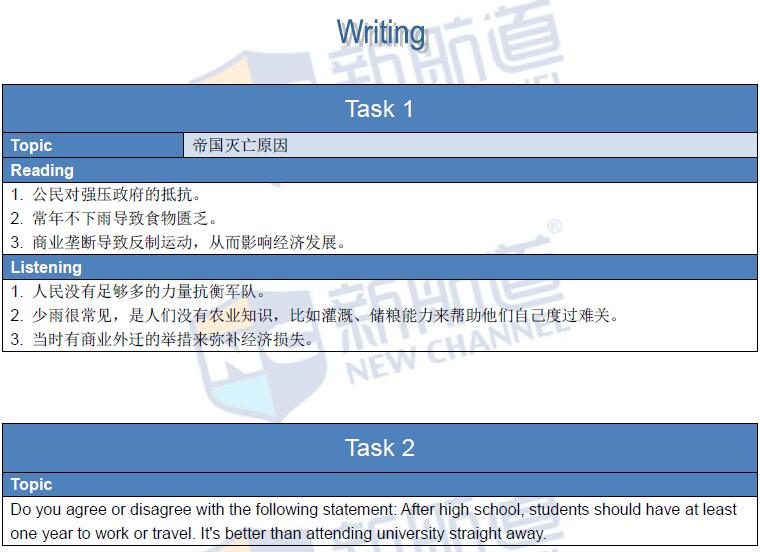 Writing
Task 1
Topic 帝国灭亡原因
Reading
1. 公民对强压政府的抵抗。
2. 常年不下雨导致食物匮乏。
3. 商业垄断导致反制运动，从而影响经济发展。
Listening
1. 人民没有足够多的力量抗衡军队。
2. 少雨很常见，是人们没有农业知识，比如灌溉、储粮能力来帮助他们自己度过难关。
3. 当时有商业外迁的举措来弥补经济损失。
新航道®
NEW CHANNEL
Task 2
Topic
Do you agree or disagree with the following statement: After high school, students should have at least
one year to work or travel. It's better than attending university straight away.